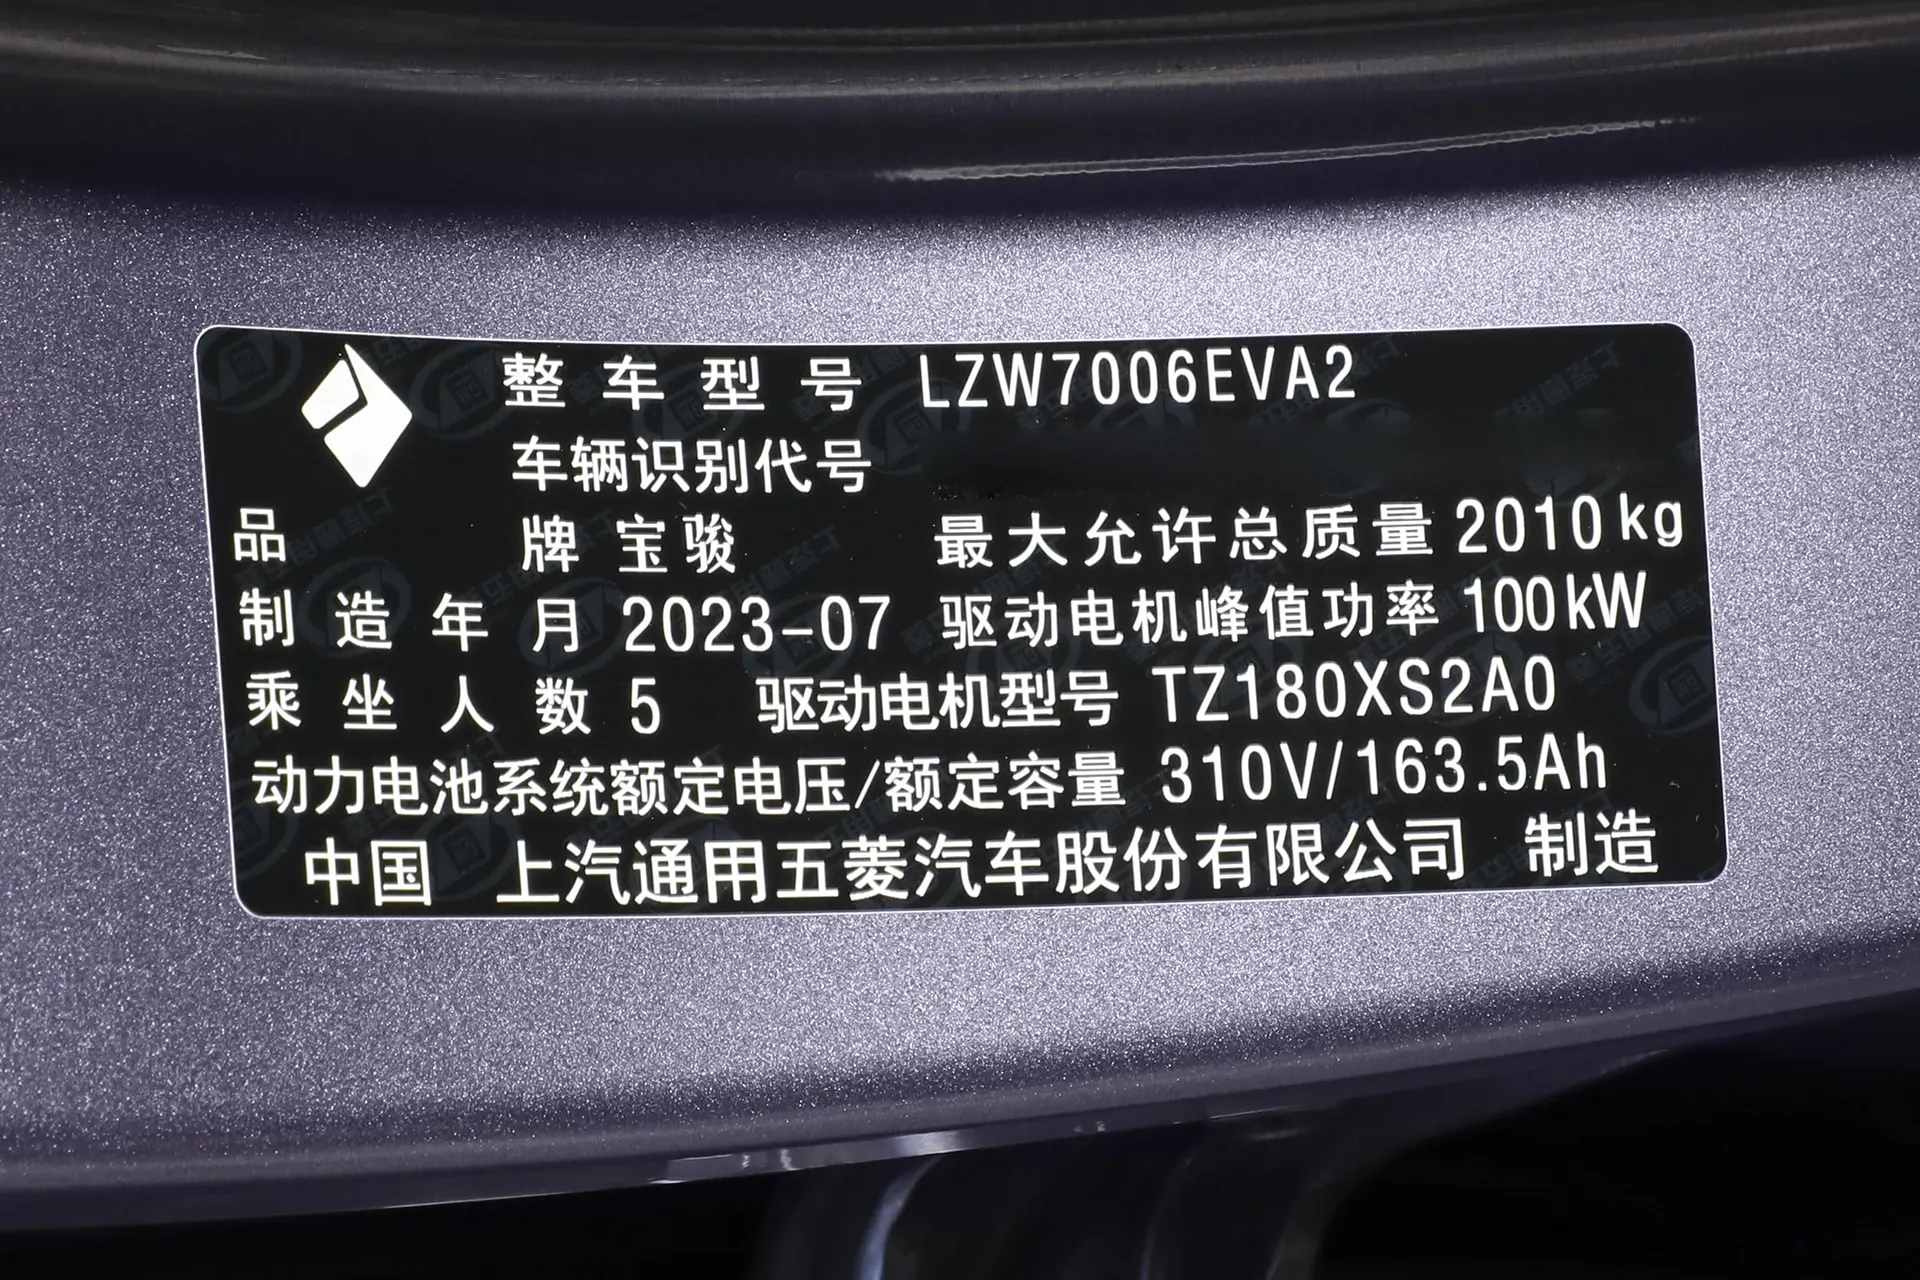 整车型号 LZW7006EVA2
车辆识别代号
品牌 宝骏 最大允许总质量 2010kg
制造年月 2023-07 驱动电机峰值功率 100kW
乘坐人数 5 驱动电机型号 TZ180XS2A0
动力电池系统额定电压/额定容量 310V/163.5Ah
中国 上汽通用五菱汽车股份有限公司 制造